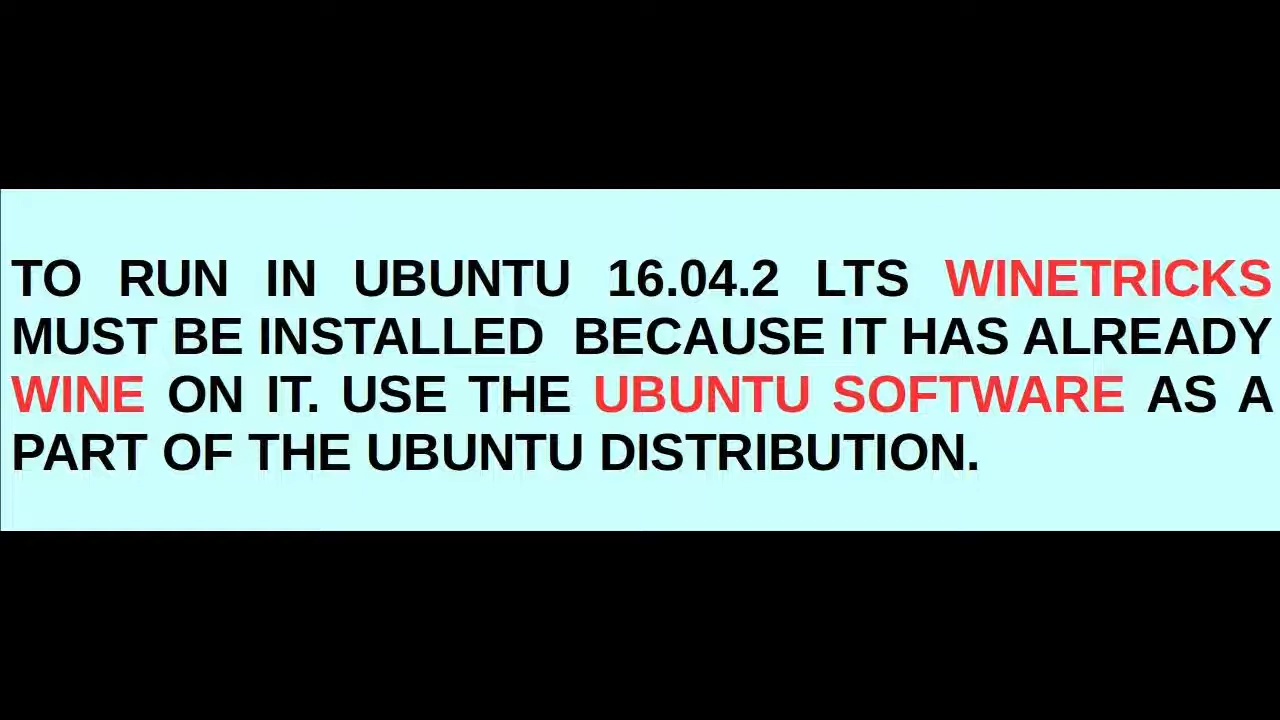 TO RUN IN UBUNTU 16.04.2 LTS WINETRICKS
MUST BE INSTALLED BECAUSE IT HAS ALREADY
WINE ON IT. USE THE UBUNTU SOFTWARE AS A
PART OF THE UBUNTU DISTRIBUTION.